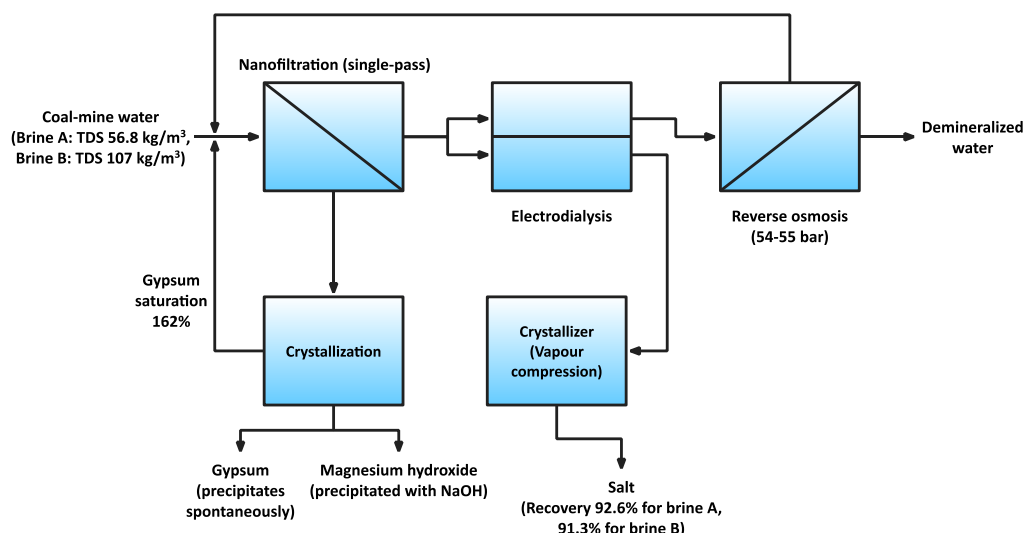 Nanofiltration (single-pass)
Coal-mine water
(Brine A: TDS 56.8 kg/m³,
Brine B: TDS 107 kg/m³)
Demineralized
water
Electrodialysis
Reverse osmosis
(54-55 bar)
Gypsum
saturation
162%
Crystallization
Crystallizer
(Vapour
compression)
Gypsum
(precipitates
spontaneously)
Magnesium hydroxide
(precipitated with NaOH)
Salt
(Recovery 92.6% for brine A,
91.3% for brine B)